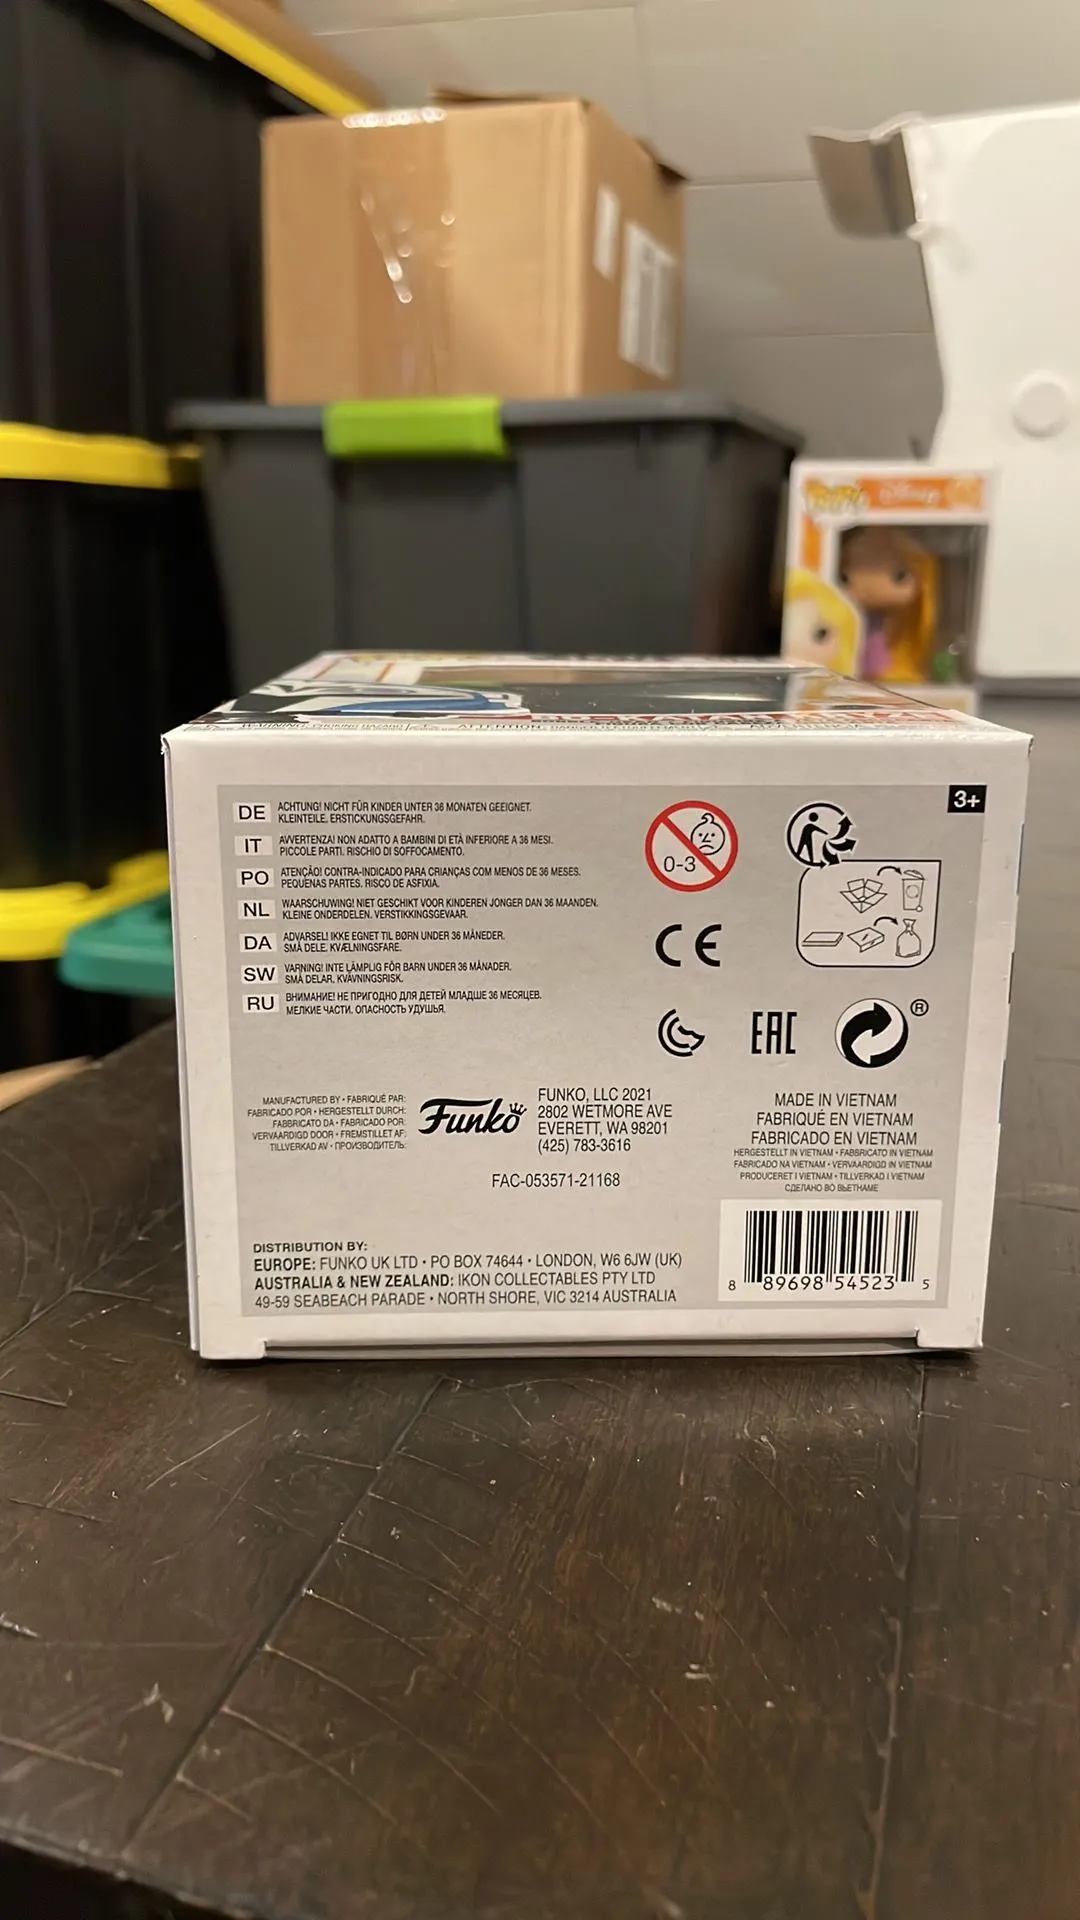 POP!
Disney
WARNING: CHOKING HAZARD
ATTENTION:
3+
DE
ACHTUNG! NICHT FÜR KINDER UNTER 36 MONATEN GEEIGNET.
KLEINTEILE. ERSTICKUNGSGEFAHR.
IT
AVVERTENZA! NON ADATTO A BAMBINI DI ETÀ INFERIORE A 36 MESI.
PICCOLE PARTI. RISCHIO DI SOFFOCAMENTO.
PO
ATENÇÃO! CONTRA-INDICADO PARA CRIANÇAS COM MENOS DE 36 MESES.
PEQUENAS PARTES. RISCO DE ASFIXIA.
NL
WAARSCHUWING! NIET GESCHIKT VOOR KINDEREN JONGER DAN 36 MAANDEN.
KLEINE ONDERDELEN. VERSTIKKINGSGEVAAR.
DA
ADVARSEL! IKKE EGNET TIL BØRN UNDER 36 MÅNEDER.
SMÅ DELE. KVÆLNINGSFARE.
SW
VARNING! INTE LÄMPLIG FÖR BARN UNDER 36 MÅNADER.
SMÅ DELAR. KVÄVNINGSRISK.
RU
ВНИМАНИЕ! НЕ ПРИГОДНО ДЛЯ ДЕТЕЙ МЛАДШЕ 36 МЕСЯЦЕВ.
МЕЛКИЕ ЧАСТИ. ОПАСНОСТЬ УДУШЬЯ.
0-3
CE
EAC
®
MANUFACTURED BY • FABRIQUÉ PAR:
FABRICADO POR • HERGESTELLT DURCH:
FABBRICATO DA • FABRICADO POR:
VERVAARDIGD DOOR • FREMSTILLET AF:
TILLVERKAD AV • ПРОИЗВОДИТЕЛЬ:
Funko
FUNKO, LLC 2021
2802 WETMORE AVE
EVERETT, WA 98201
(425) 783-3616
FAC-053571-21168
MADE IN VIETNAM
FABRIQUÉ EN VIETNAM
FABRICADO EN VIETNAM
HERGESTELLT IN VIETNAM • FABBRICATO IN VIETNAM
FABRICADO NA VIETNAM • VERVAARDIGD IN VIETNAM
PRODUCERET I VIETNAM • TILLVERKAD I VIETNAM
СДЕЛАНО ВО ВЬЕТНАМЕ
DISTRIBUTION BY:
EUROPE: FUNKO UK LTD • PO BOX 74644 • LONDON, W6 6JW (UK)
AUSTRALIA & NEW ZEALAND: IKON COLLECTABLES PTY LTD
49-59 SEABEACH PARADE • NORTH SHORE, VIC 3214 AUSTRALIA
8 89698 54523 5